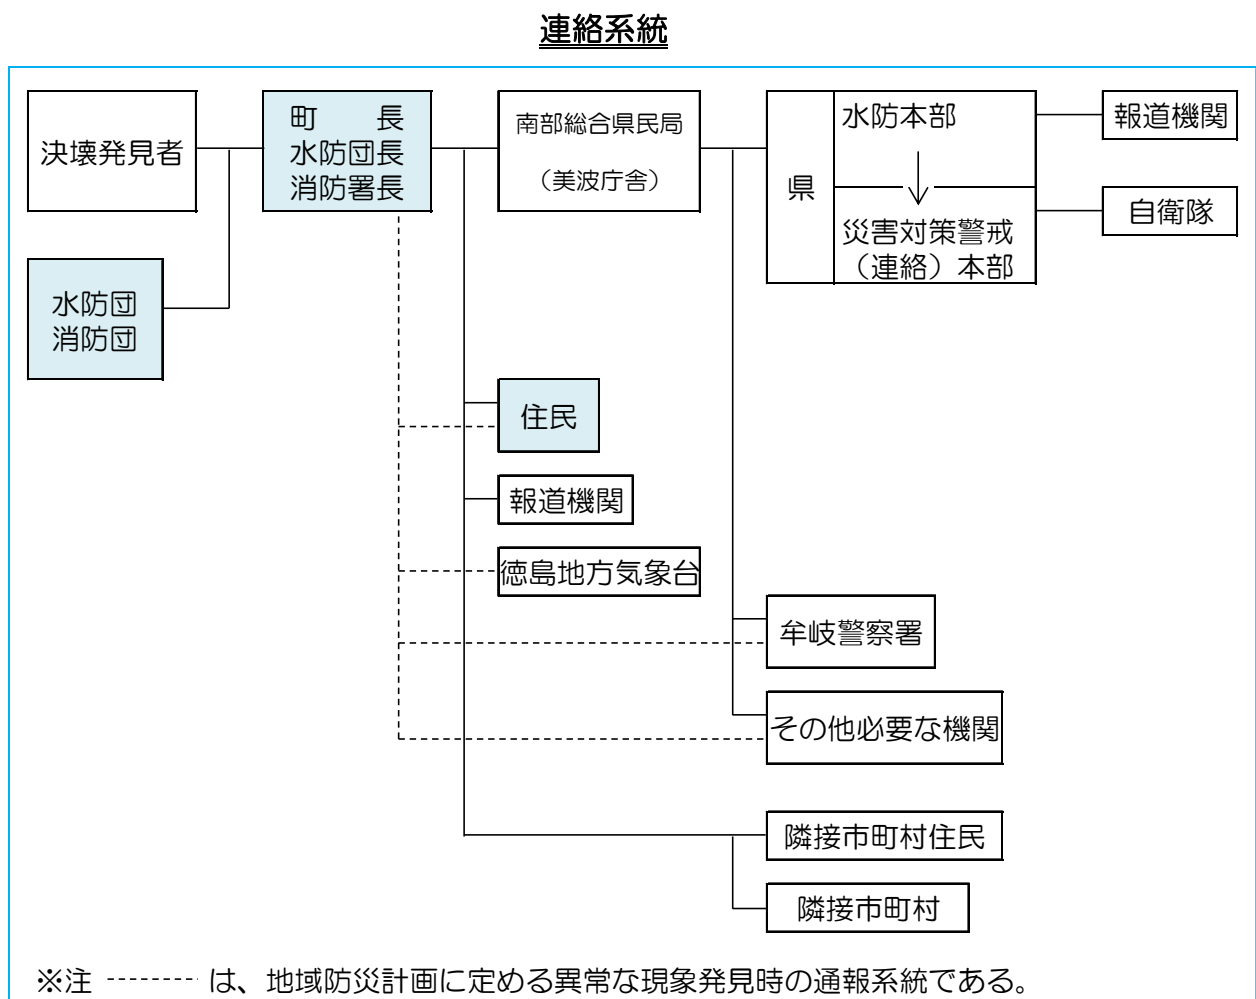 連絡系統
決壊発見者
町　　長
水防団長
消防署長
南部総合県民局
（美波庁舎）
県
水防本部
災害対策警戒
（連絡）本部
報道機関
自衛隊
水防団
消防団
住民
報道機関
徳島地方気象台
牟岐警察署
その他必要な機関
隣接市町村住民
隣接市町村
※注 --------- は、地域防災計画に定める異常な現象発見時の通報系統である。